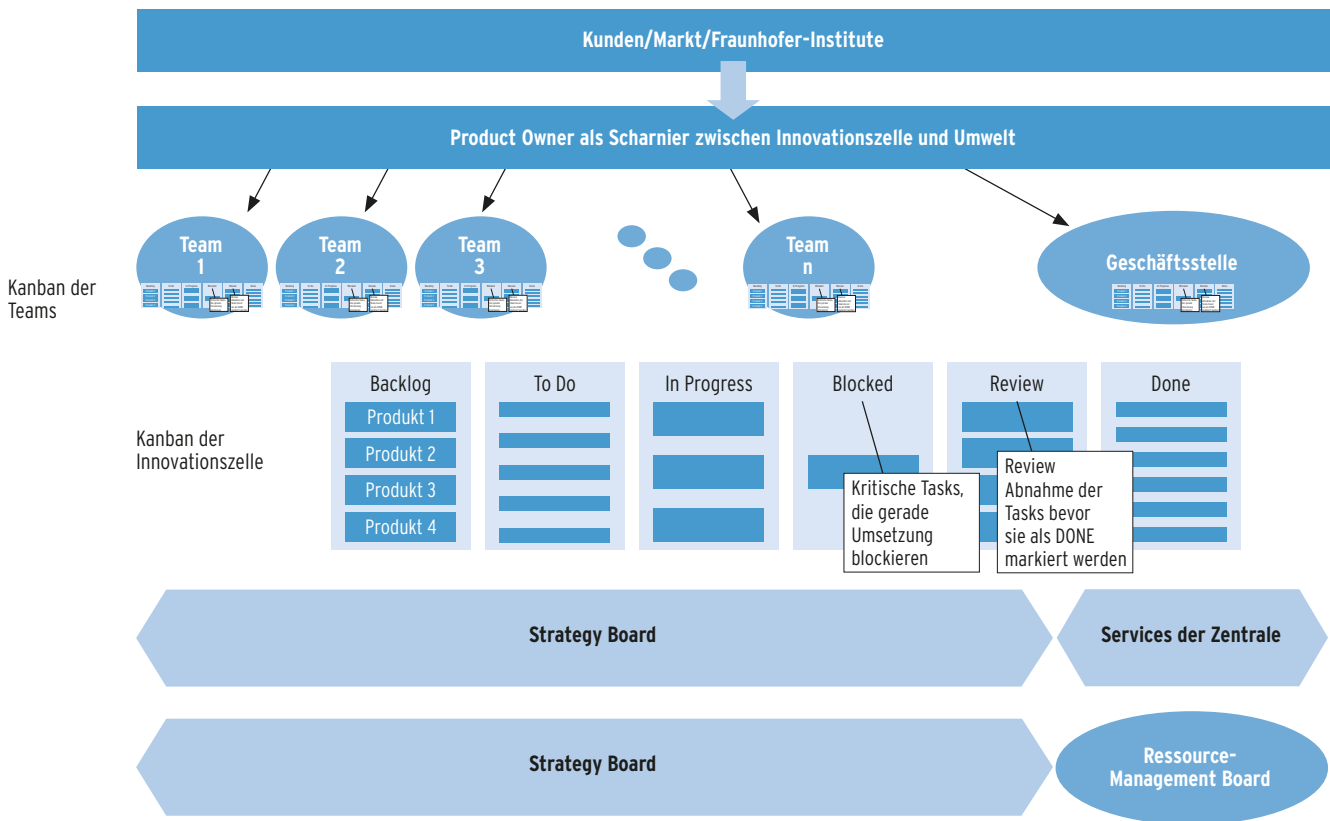 Kunden/Markt/Fraunhofer-Institute
Product Owner als Scharnier zwischen Innovationszelle und Umwelt
Team
1
Team
2
Team
3
Team
n
Geschäftsstelle
Kanban der
Teams
Kanban der
Innovationszelle
Backlog
Produkt 1
Produkt 2
Produkt 3
Produkt 4
To Do
In Progress
Blocked
Kritische Tasks,
die gerade
Umsetzung
blockieren
Review
Review
Abnahme der
Tasks bevor
sie als DONE
markiert werden
Done
Strategy Board
Services der Zentrale
Strategy Board
Ressource-
Management Board